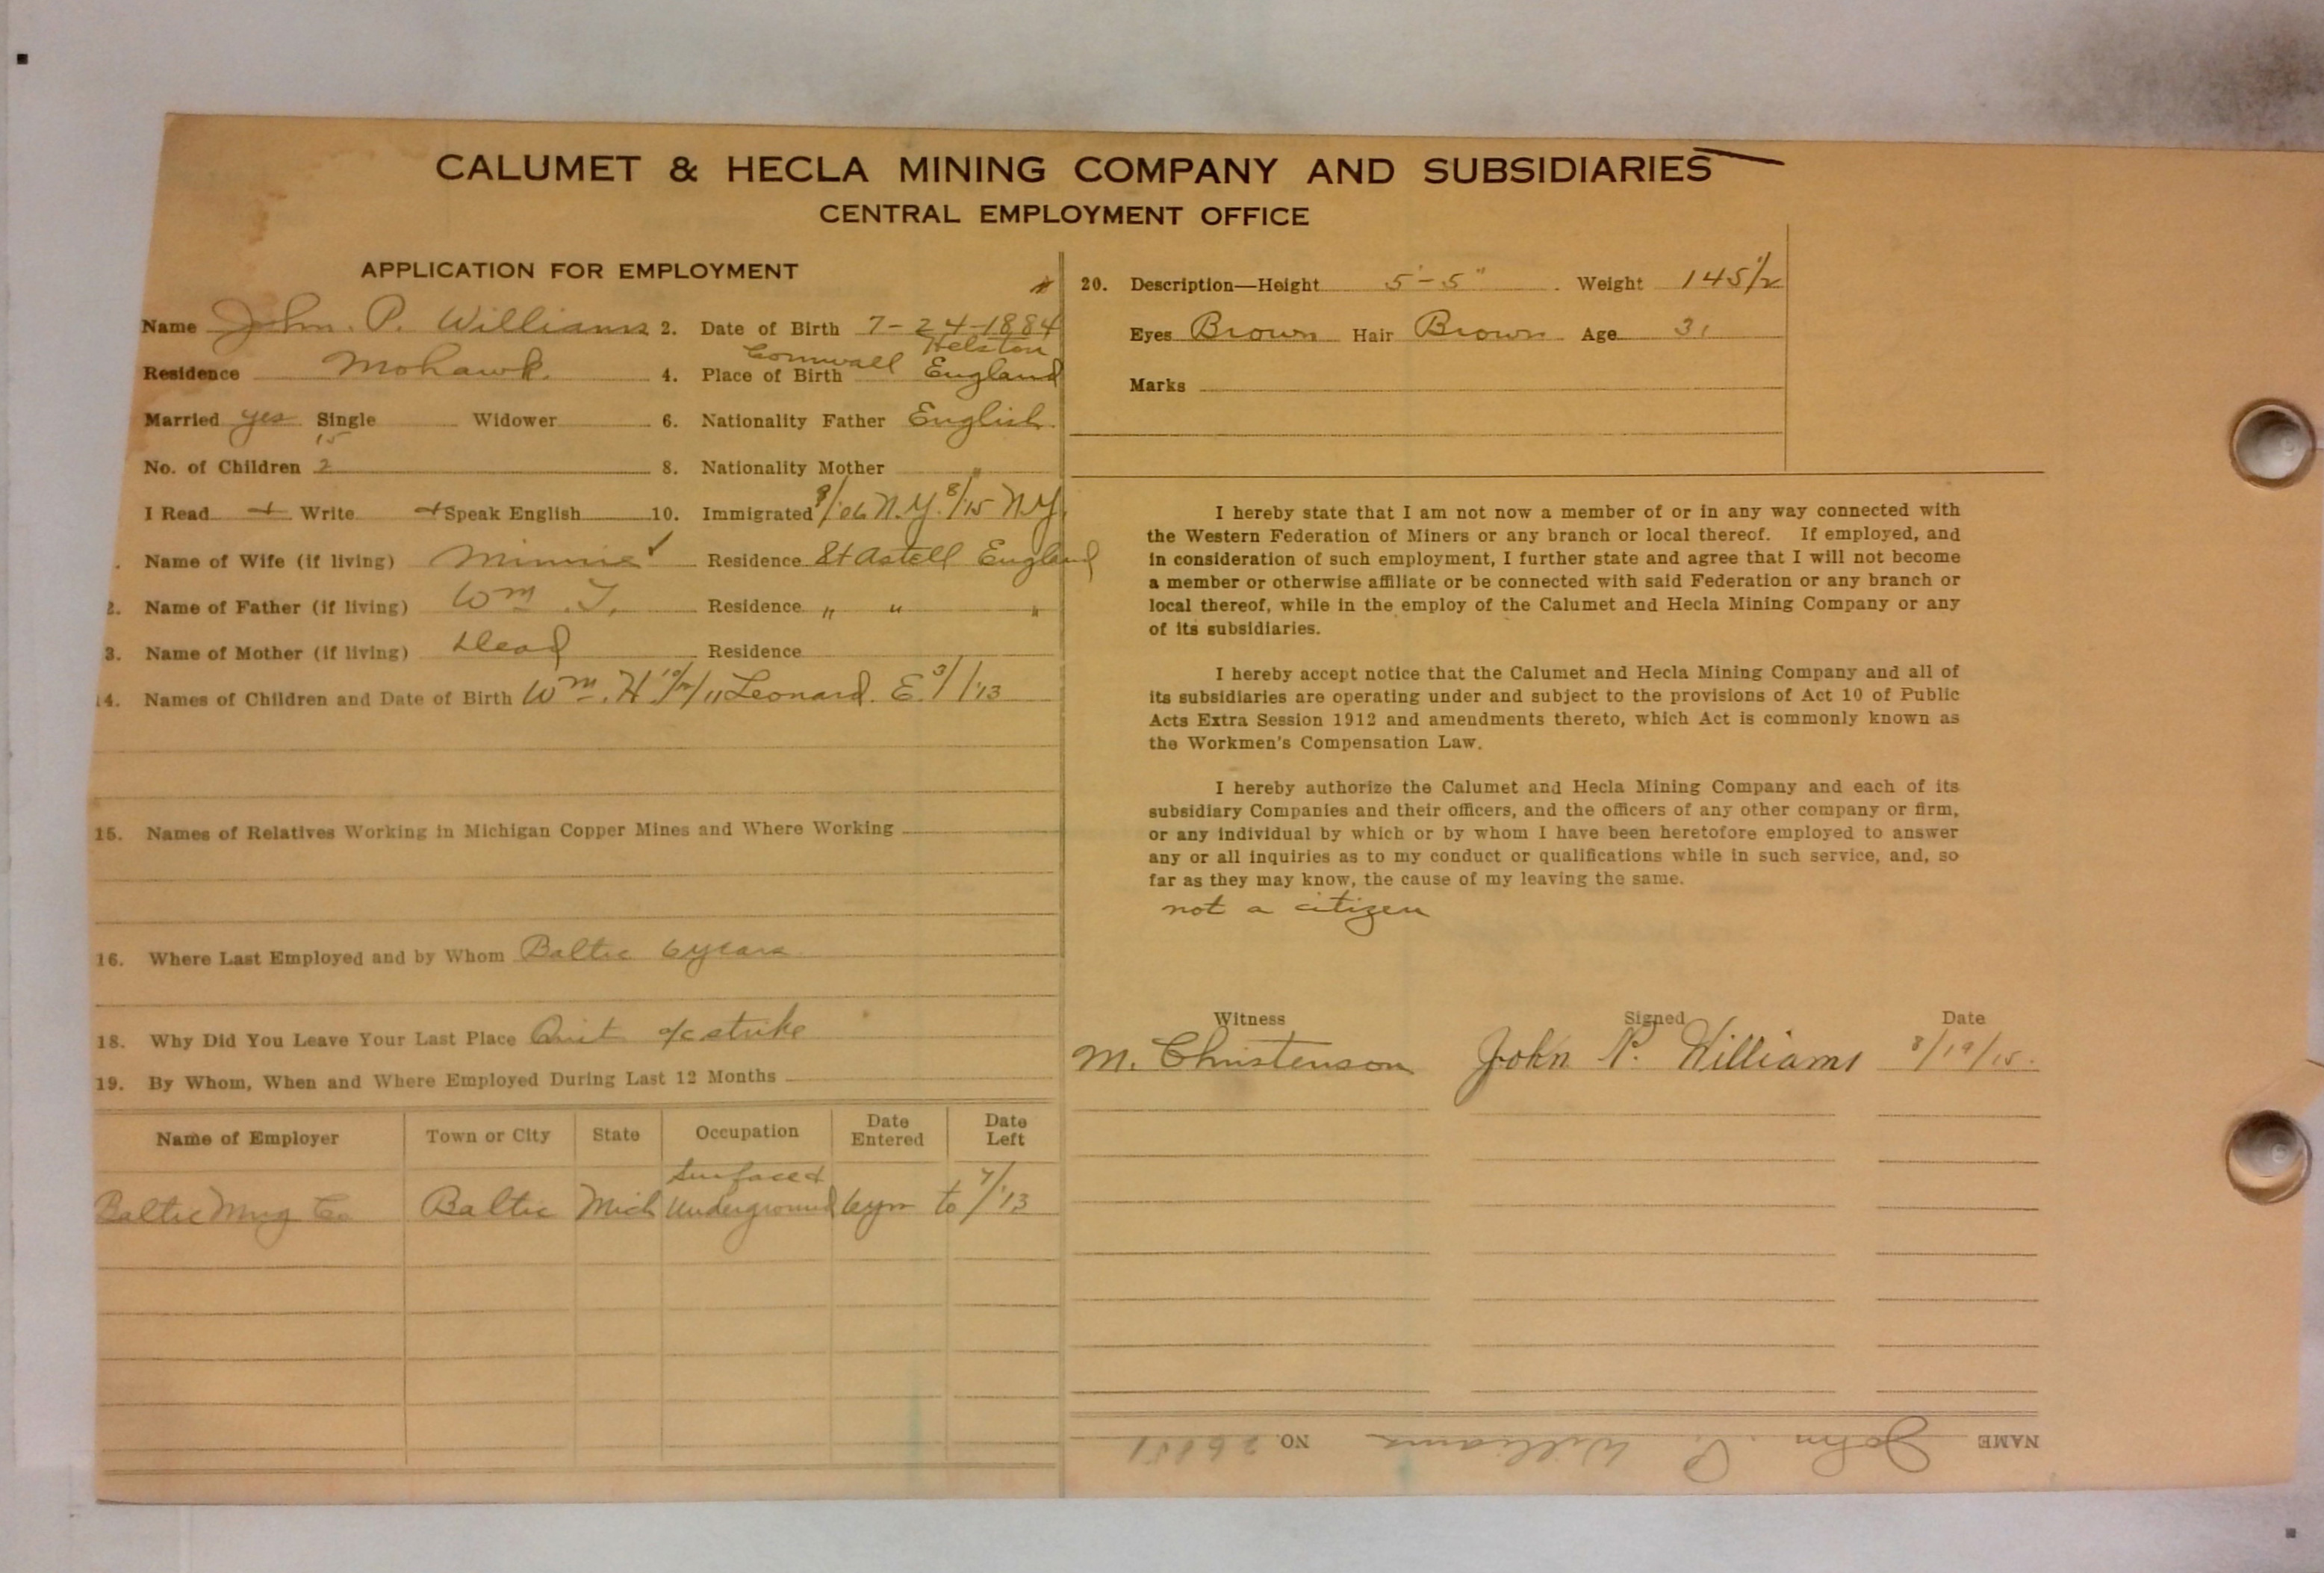 CALUMET & HECLA MINING COMPANY AND SUBSIDIARIES
CENTRAL EMPLOYMENT OFFICE
APPLICATION FOR EMPLOYMENT
Name John. P. Williams 2. Date of Birth 7-24-1884
Cornwall Helston
Residence Mohawk. 4. Place of Birth England
Married yes Single Widower 6. Nationality Father English
15
No. of Children 2 8. Nationality Mother "
I Read + Write + Speak English 10. Immigrated 8/06 N.Y. 8/15 N.Y.
. Name of Wife (if living) Minnie Residence St Astell England
2. Name of Father (if living) Wm. T. Residence " " "
3. Name of Mother (if living) Dead Residence
14. Names of Children and Date of Birth Wm. H. /11 Leonard. E. 3/1/13
15. Names of Relatives Working in Michigan Copper Mines and Where Working
16. Where Last Employed and by Whom Baltic 6 years
18. Why Did You Leave Your Last Place Quit a/c strike
19. By Whom, When and Where Employed During Last 12 Months
Name of Employer Town or City State Occupation Date Entered Date Left
Surface &
Baltic Mng Co Baltic Mich Underground 6 yrs to 7/13
20. Description—Height 5'-5" Weight 145 1/2
Eyes Brown Hair Brown Age 31
Marks
I hereby state that I am not now a member of or in any way connected with
the Western Federation of Miners or any branch or local thereof. If employed, and
in consideration of such employment, I further state and agree that I will not become
a member or otherwise affiliate or be connected with said Federation or any branch or
local thereof, while in the employ of the Calumet and Hecla Mining Company or any
of its subsidiaries.
I hereby accept notice that the Calumet and Hecla Mining Company and all of
its subsidiaries are operating under and subject to the provisions of Act 10 of Public
Acts Extra Session 1912 and amendments thereto, which Act is commonly known as
the Workmen's Compensation Law.
I hereby authorize the Calumet and Hecla Mining Company and each of its
subsidiary Companies and their officers, and the officers of any other company or firm,
or any individual by which or by whom I have been heretofore employed to answer
any or all inquiries as to my conduct or qualifications while in such service, and, so
far as they may know, the cause of my leaving the same.
not a citizen
Witness Signed Date
M. Christenson John P. Williams 8/19/15.
NAME John. P. Williams NO.